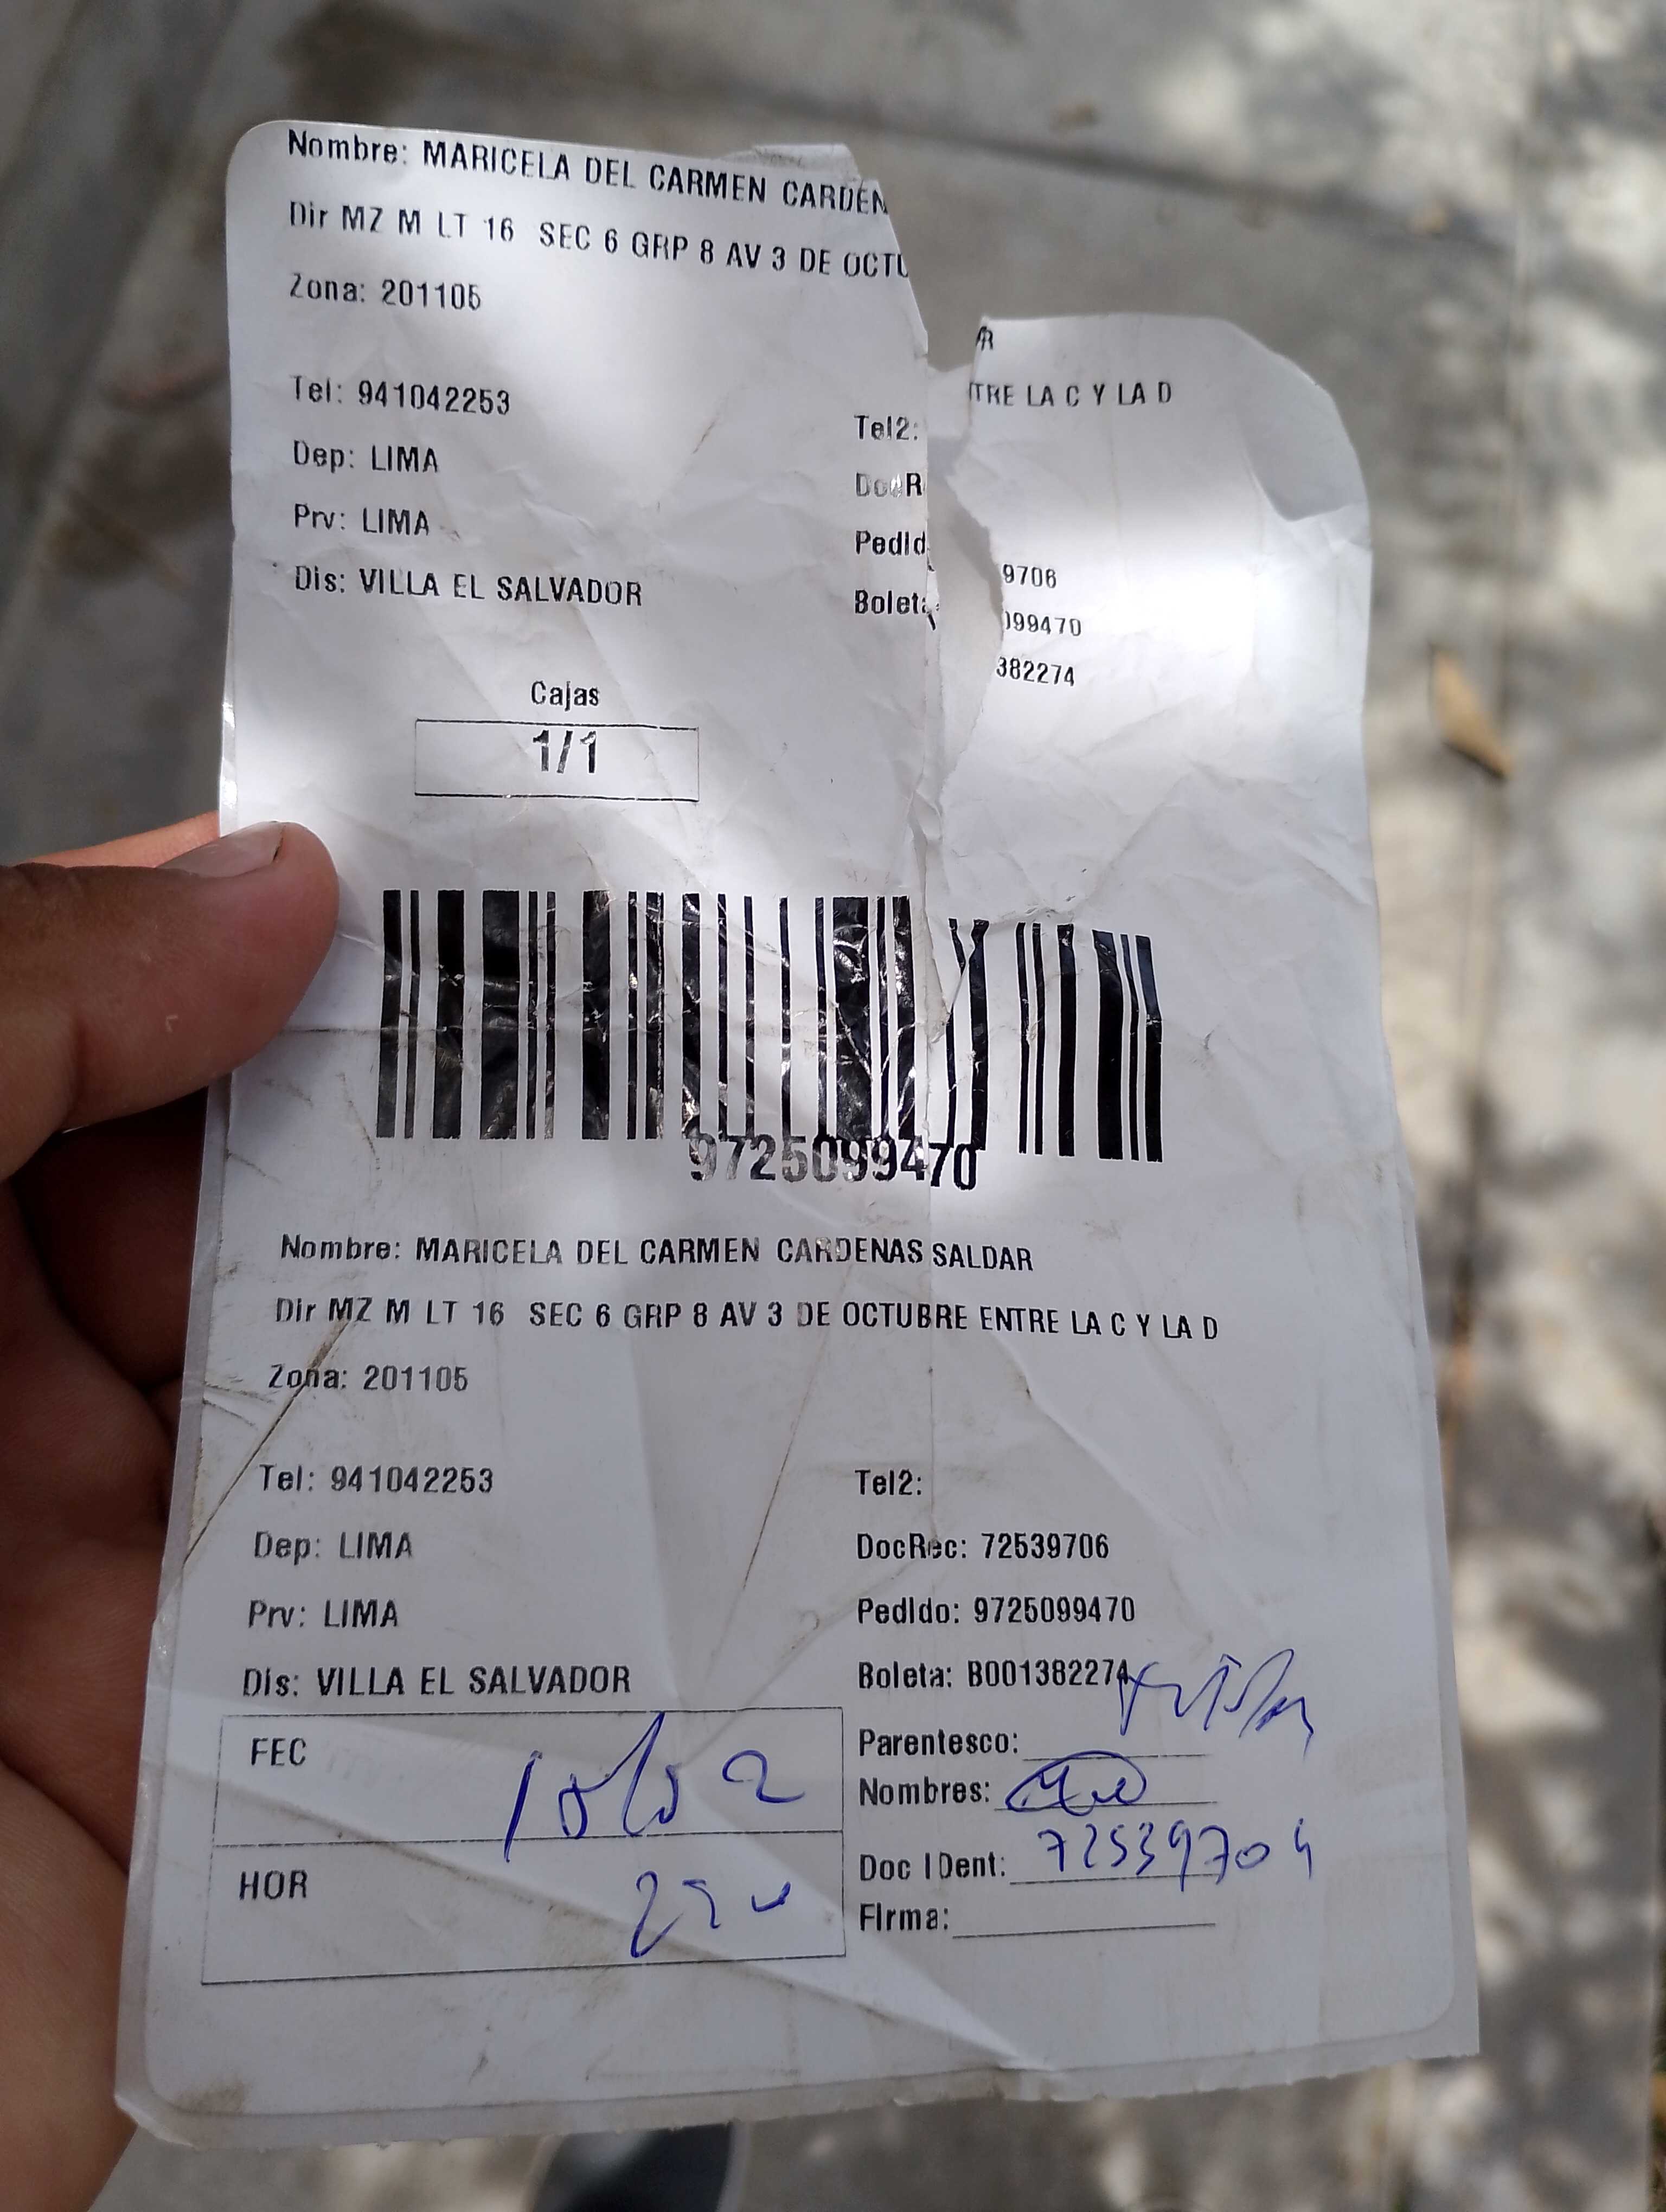 Nombre: MARICELA DEL CARMEN CARDEN
Dir MZ M LT 16 SEC 6 GRP 8 AV 3 DE OCTU
TRE LA C Y LA D
Zona: 201105
Tel: 941042253 Tel2:
Dep: LIMA
Prv: LIMA Pedid 9706
Dis: VILLA EL SALVADOR Bolet 099470
382274
Cajas
1/1
9725099470
Nombre: MARICELA DEL CARMEN CARDENAS SALDAR
Dir MZ M LT 16 SEC 6 GRP 8 AV 3 DE OCTUBRE ENTRE LA C Y LA D
Zona: 201105
Tel: 941042253 Tel2:
Dep: LIMA DocRec: 72539706
Prv: LIMA Pedido: 9725099470
Dis: VILLA EL SALVADOR Boleta: B001382274
FEC Parentesco:
Nombres:
HOR Doc IDent:
Firma: